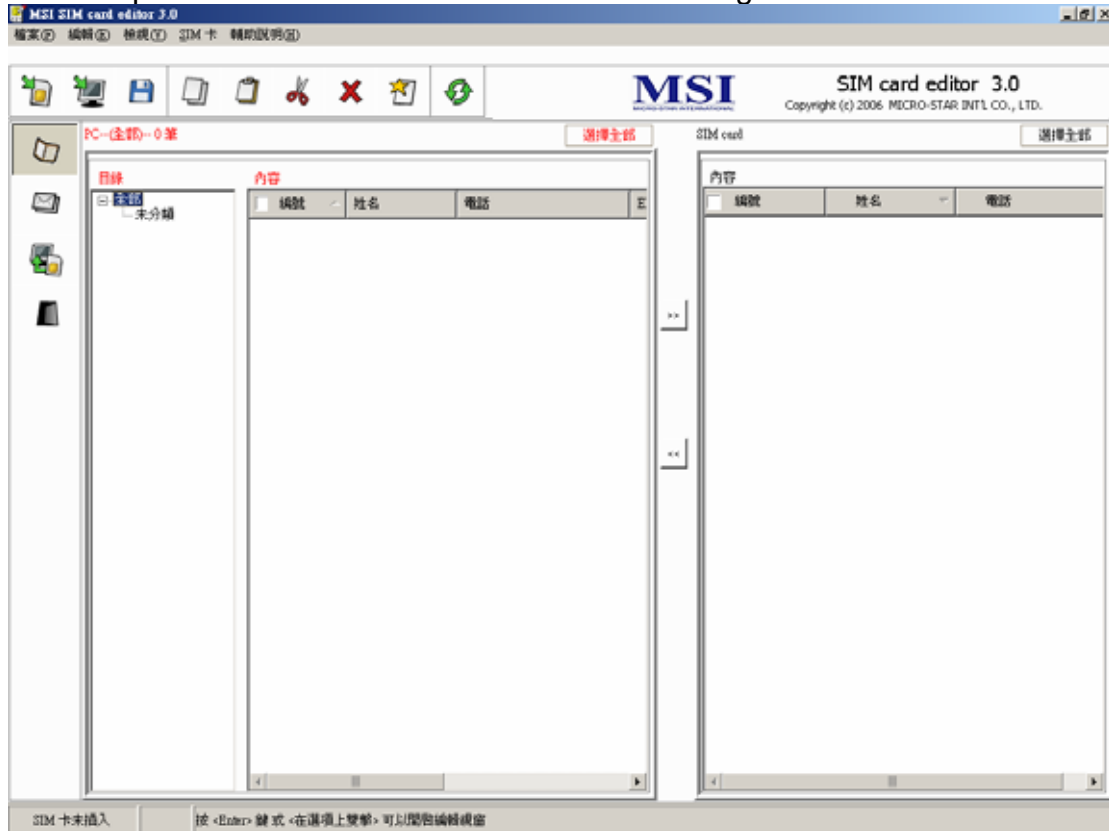 MSI SIM card editor 3.0
檔案(F) 編輯(E) 檢視(V) SIM 卡 輔助說明(H)
MSI
MICRO-STAR INTERNATIONAL
SIM card editor 3.0
Copyright (c) 2006 MICRO-STAR INT'L CO., LTD.
PC--(全部)-- 0 筆
選擇全部
SIM card
選擇全部
目錄
內容
內容
全部
未分類
編號 姓名 電話 E
編號 姓名 電話
>>
<<
SIM 卡未插入
按 <Enter> 鍵 或 <在選項上雙擊> 可以開啟編輯視窗